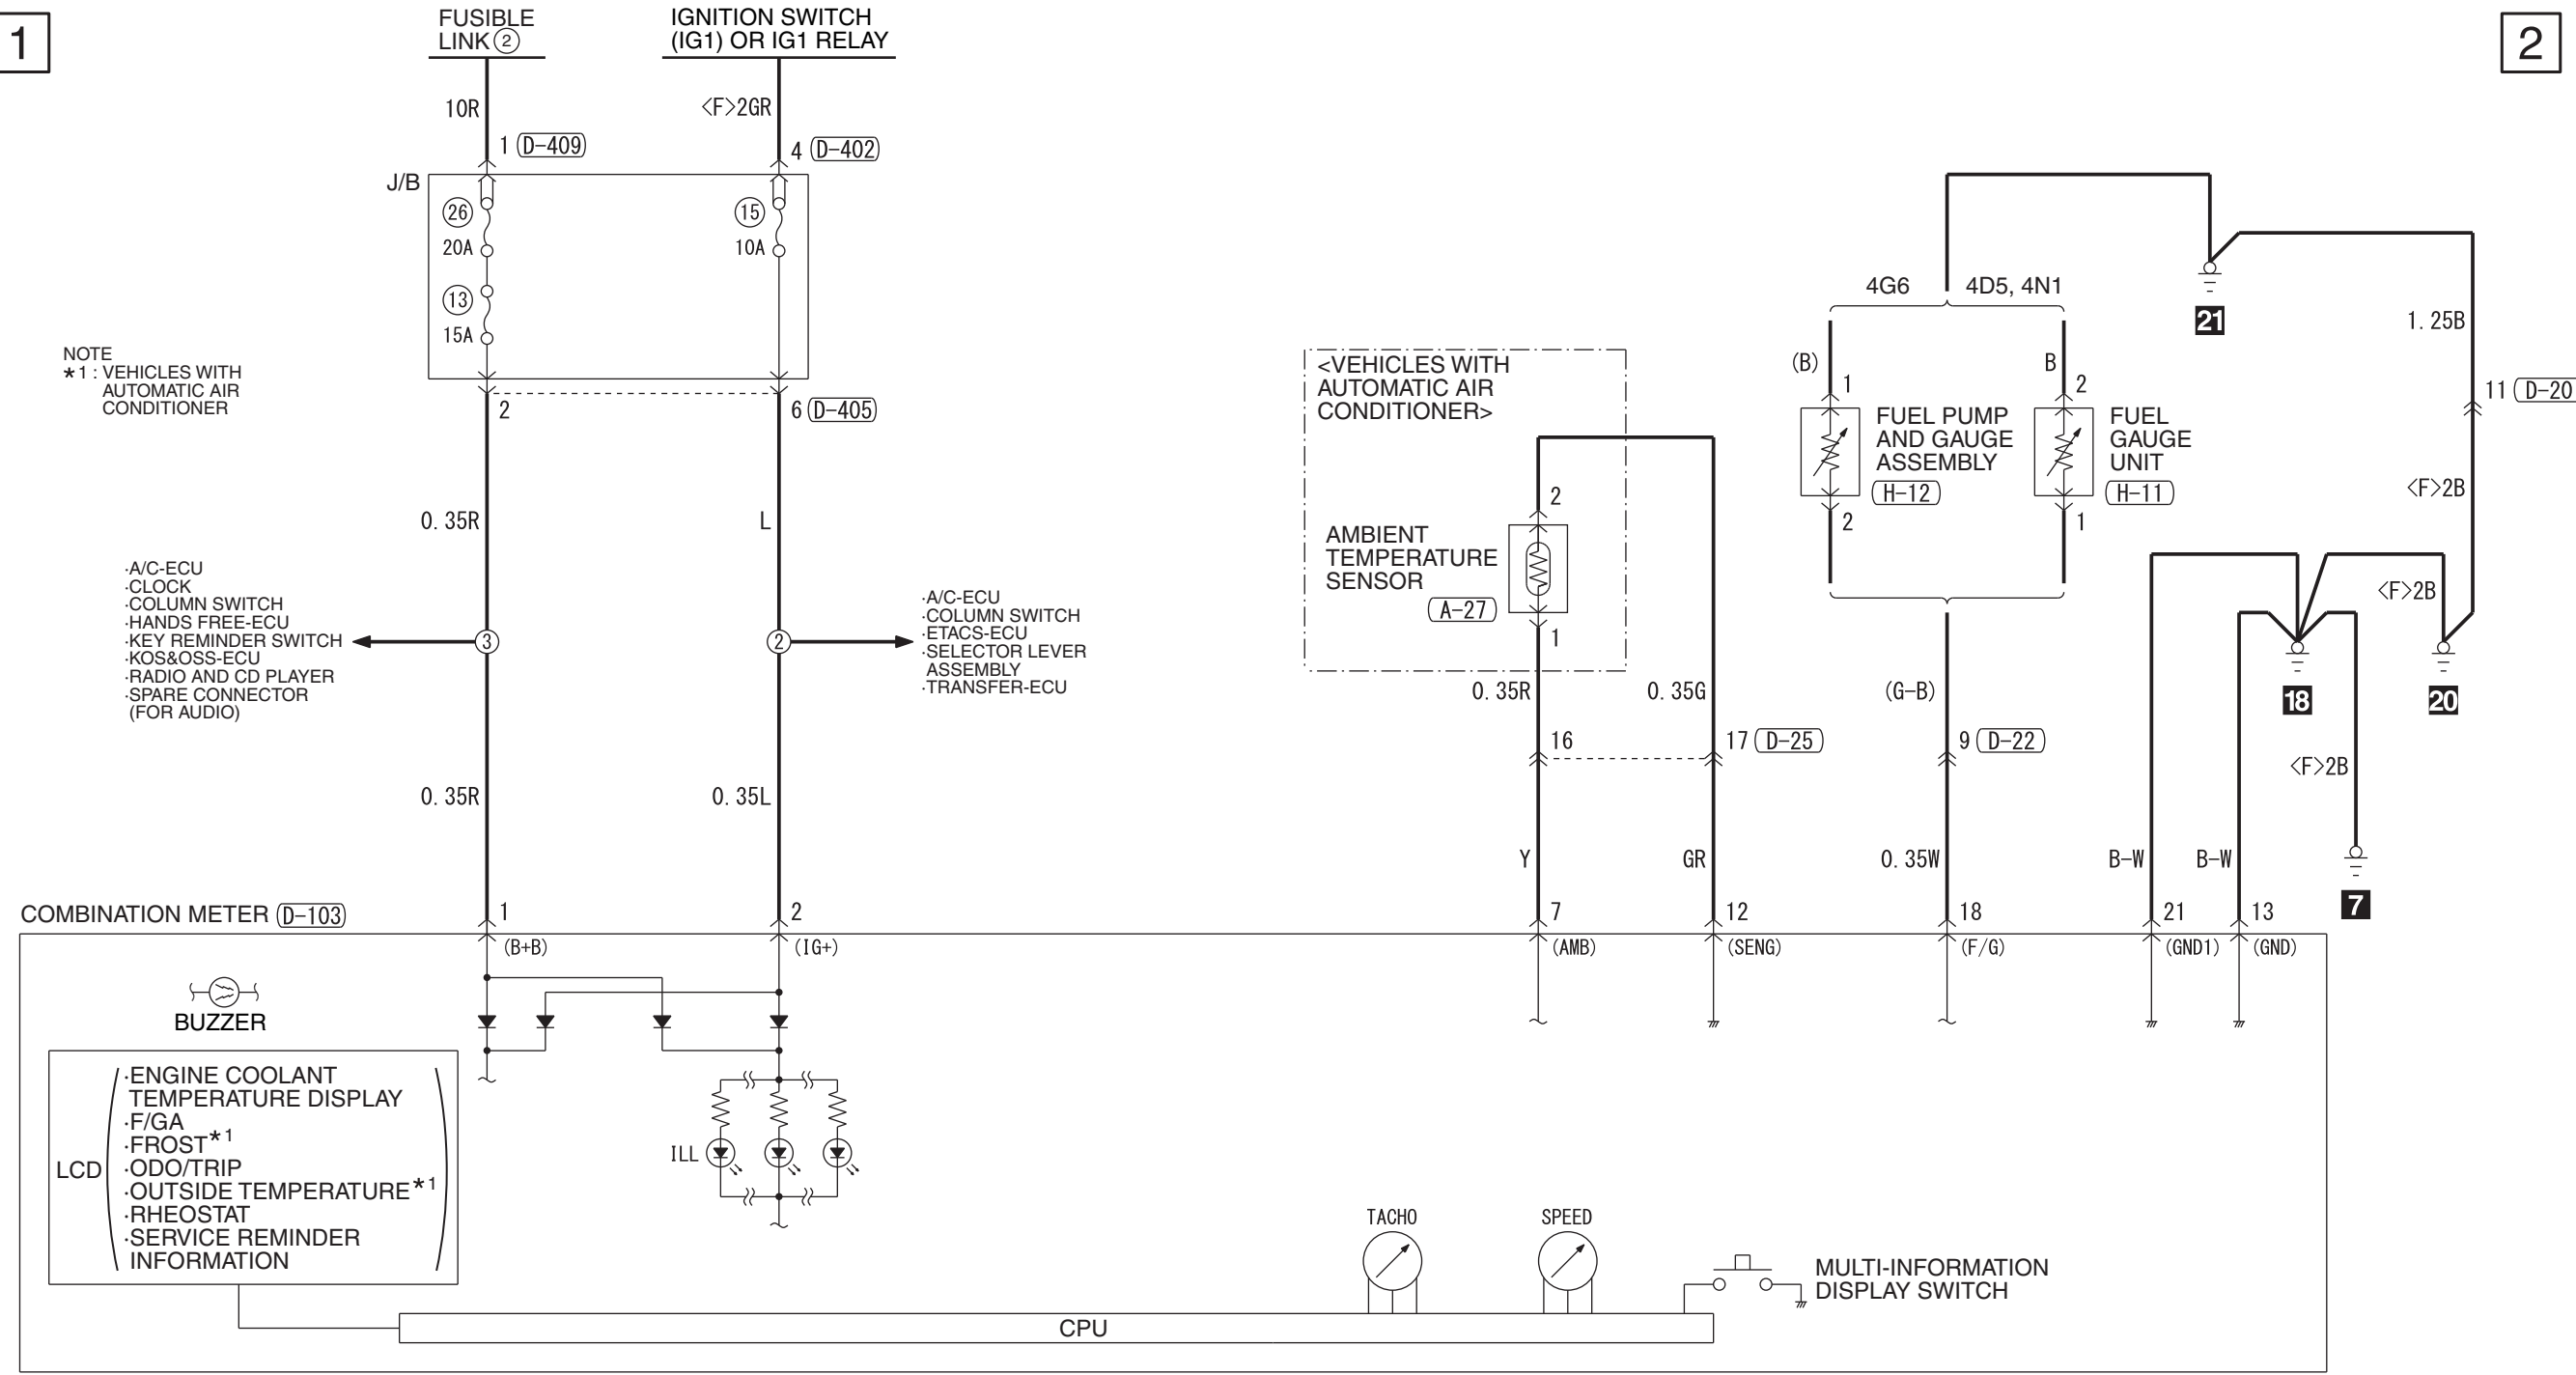 1
2
FUSIBLE
LINK ②
IGNITION SWITCH
(IG1) OR IG1 RELAY
10R
<F>2GR
1 D-409
4 D-402
J/B
26
20A
15
10A
13
15A
NOTE
*1 : VEHICLES WITH
AUTOMATIC AIR
CONDITIONER
2
6 D-405
0.35R
L
·A/C-ECU
·CLOCK
·COLUMN SWITCH
·HANDS FREE-ECU
·KEY REMINDER SWITCH
·KOS&OSS-ECU
·RADIO AND CD PLAYER
·SPARE CONNECTOR
(FOR AUDIO)
3
2
·A/C-ECU
·COLUMN SWITCH
·ETACS-ECU
·SELECTOR LEVER
ASSEMBLY
·TRANSFER-ECU
0.35R
0.35L
<VEHICLES WITH
AUTOMATIC AIR
CONDITIONER>
2
AMBIENT
TEMPERATURE
SENSOR
A-27
1
0.35R
0.35G
16
17 D-25
Y
GR
4G6
4D5, 4N1
(B)
1
B
2
FUEL PUMP
AND GAUGE
ASSEMBLY
H-12
FUEL
GAUGE
UNIT
H-11
2
1
(G-B)
9 D-22
0.35W
21
1.25B
11 D-20
<F>2B
<F>2B
18
20
<F>2B
B-W
B-W
7
COMBINATION METER D-103
1
2
7
12
18
21
13
(B+B)
(IG+)
(AMB)
(SENG)
(F/G)
(GND1)
(GND)
BUZZER
LCD
·ENGINE COOLANT
TEMPERATURE DISPLAY
·F/GA
·FROST*1
·ODO/TRIP
·OUTSIDE TEMPERATURE*1
·RHEOSTAT
·SERVICE REMINDER
INFORMATION
ILL
TACHO
SPEED
MULTI-INFORMATION
DISPLAY SWITCH
CPU